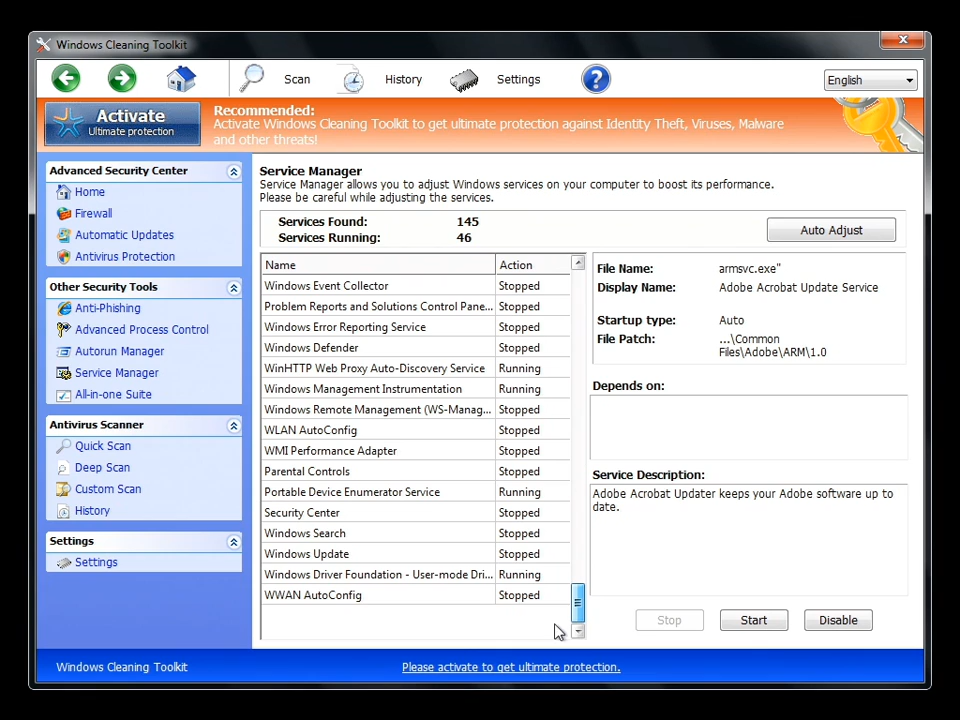 Windows Cleaning Toolkit
Scan
History
Settings
English
Activate
Ultimate protection
Recommended:
Activate Windows Cleaning Toolkit to get ultimate protection against Identity Theft, Viruses, Malware
and other threats!
Advanced Security Center
Home
Firewall
Automatic Updates
Antivirus Protection
Other Security Tools
Anti-Phishing
Advanced Process Control
Autorun Manager
Service Manager
All-in-one Suite
Antivirus Scanner
Quick Scan
Deep Scan
Custom Scan
History
Settings
Settings
Service Manager
Service Manager allows you to adjust Windows services on your computer to boost its performance.
Please be careful while adjusting the services.
Services Found: 145
Services Running: 46
Auto Adjust
Name Action
Windows Event Collector Stopped
Problem Reports and Solutions Control Pane... Stopped
Windows Error Reporting Service Stopped
Windows Defender Stopped
WinHTTP Web Proxy Auto-Discovery Service Running
Windows Management Instrumentation Running
Windows Remote Management (WS-Manag... Stopped
WLAN AutoConfig Stopped
WMI Performance Adapter Stopped
Parental Controls Stopped
Portable Device Enumerator Service Running
Security Center Stopped
Windows Search Stopped
Windows Update Stopped
Windows Driver Foundation - User-mode Dri... Running
WWAN AutoConfig Stopped
File Name: armsvc.exe"
Display Name: Adobe Acrobat Update Service
Startup type: Auto
File Patch: ...\Common
Files\Adobe\ARM\1.0
Depends on:
Service Description:
Adobe Acrobat Updater keeps your Adobe software up to
date.
Stop Start Disable
Windows Cleaning Toolkit
Please activate to get ultimate protection.